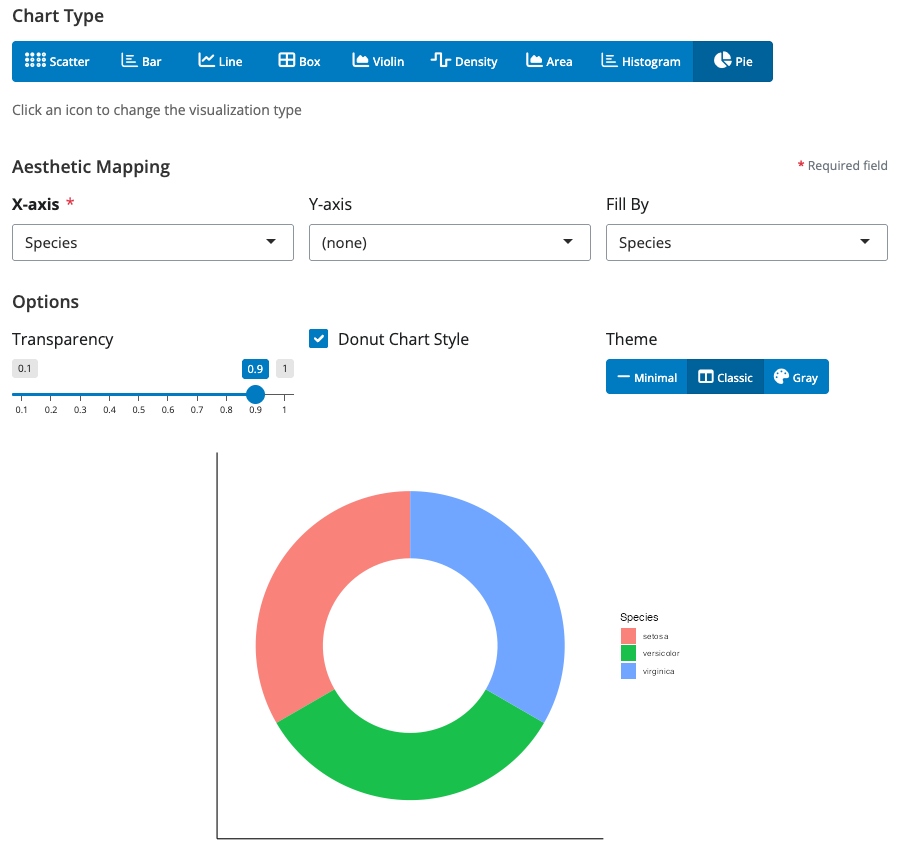 Chart Type
Scatter Bar Line Box Violin Density Area Histogram Pie
Click an icon to change the visualization type
Aesthetic Mapping * Required field
X-axis * Y-axis Fill By
Species (none) Species
Options
Transparency Donut Chart Style Theme
0.1 0.9 1 Minimal Classic Gray
0.1 0.2 0.3 0.4 0.5 0.6 0.7 0.8 0.9 1
Species
setosa
versicolor
virginica